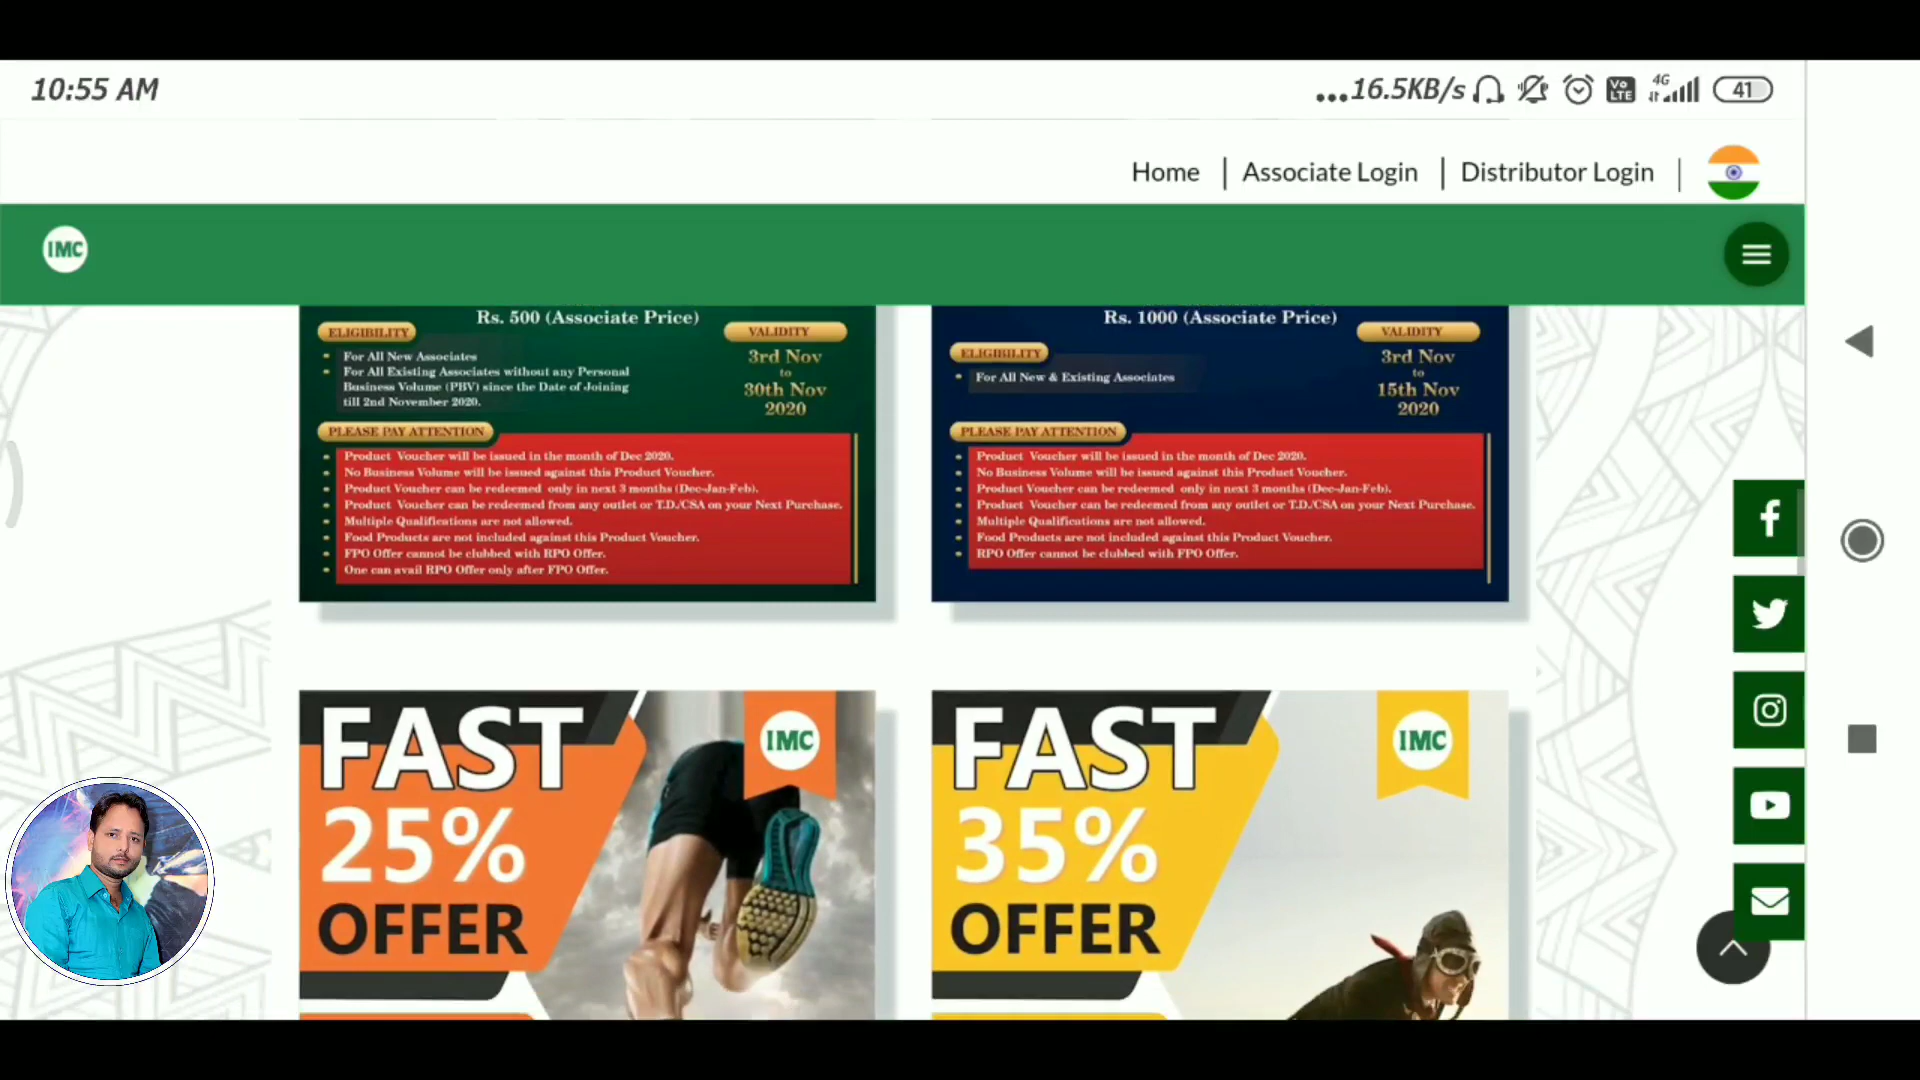 10:55 AM
...16.5KB/s
Vo
LTE
4G
41
Home | Associate Login | Distributor Login |
IMC
Rs. 500 (Associate Price)
ELIGIBILITY
VALIDITY
For All New Associates
For All Existing Associates without any Personal
Business Volume (PBV) since the Date of Joining
till 2nd November 2020.
3rd Nov
to
30th Nov
2020
PLEASE PAY ATTENTION
Product Voucher will be issued in the month of Dec 2020.
No Business Volume will be issued against this Product Voucher.
Product Voucher can be redeemed only in next 3 months (Dec-Jan-Feb).
Product Voucher can be redeemed from any outlet or T.D./CSA on your Next Purchase.
Multiple Qualifications are not allowed.
Food Products are not included against this Product Voucher.
FPO Offer cannot be clubbed with RPO Offer.
One can avail RPO Offer only after FPO Offer.
Rs. 1000 (Associate Price)
ELIGIBILITY
VALIDITY
For All New & Existing Associates
3rd Nov
to
15th Nov
2020
PLEASE PAY ATTENTION
Product Voucher will be issued in the month of Dec 2020.
No Business Volume will be issued against this Product Voucher.
Product Voucher can be redeemed only in next 3 months (Dec-Jan-Feb).
Product Voucher can be redeemed from any outlet or T.D./CSA on your Next Purchase.
Multiple Qualifications are not allowed.
Food Products are not included against this Product Voucher.
RPO Offer cannot be clubbed with FPO Offer.
FAST
25%
OFFER
IMC
FAST
35%
OFFER
IMC